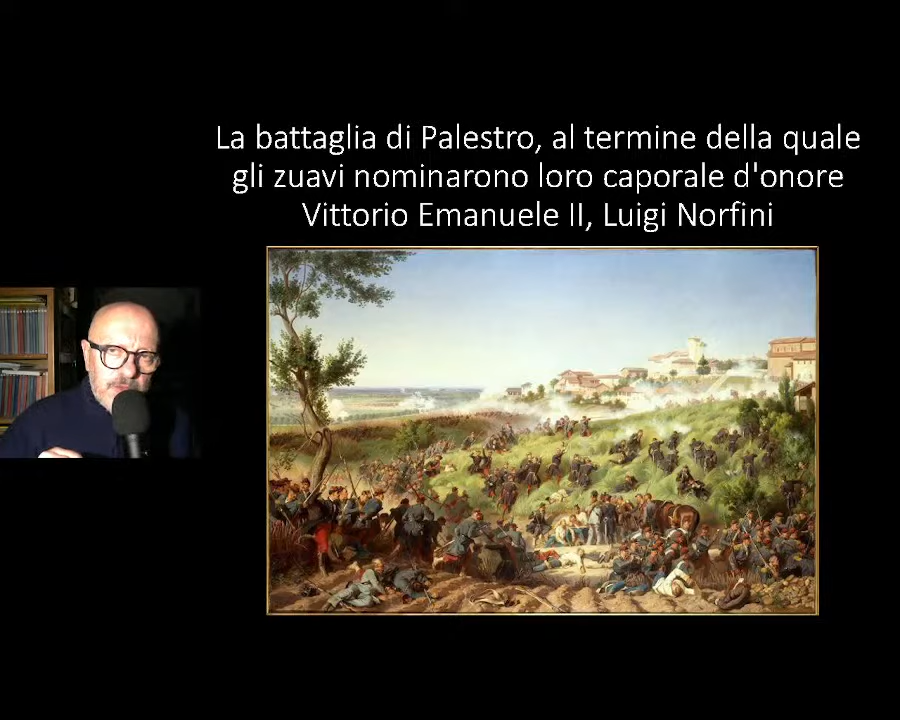 La battaglia di Palestro, al termine della quale
gli zuavi nominarono loro caporale d'onore
Vittorio Emanuele II, Luigi Norfini